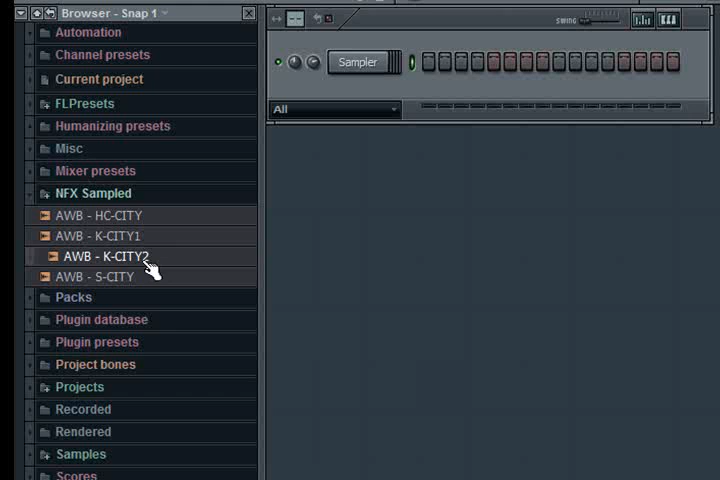 Browser - Snap 1
Automation
Channel presets
Current project
FLPresets
Humanizing presets
Misc
Mixer presets
NFX Sampled
AWB - HC-CITY
AWB - K-CITY1
AWB - K-CITY2
AWB - S-CITY
Packs
Plugin database
Plugin presets
Project bones
Projects
Recorded
Rendered
Samples
Scores
swing
Sampler
All